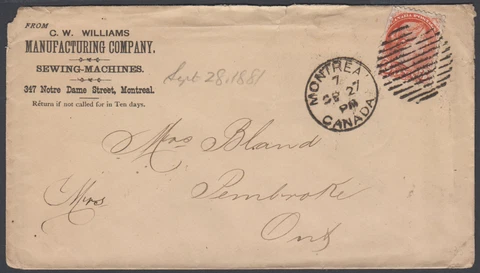 FROM
C. W. WILLIAMS
MANUFACTURING COMPANY.
SEWING-MACHINES.
347 Notre Dame Street, Montreal.
Return if not called for in Ten days.
Sept 28, 1881
MONTREAL
7
27
PM
CANADA
Mrs Bland
Pembroke
Ont